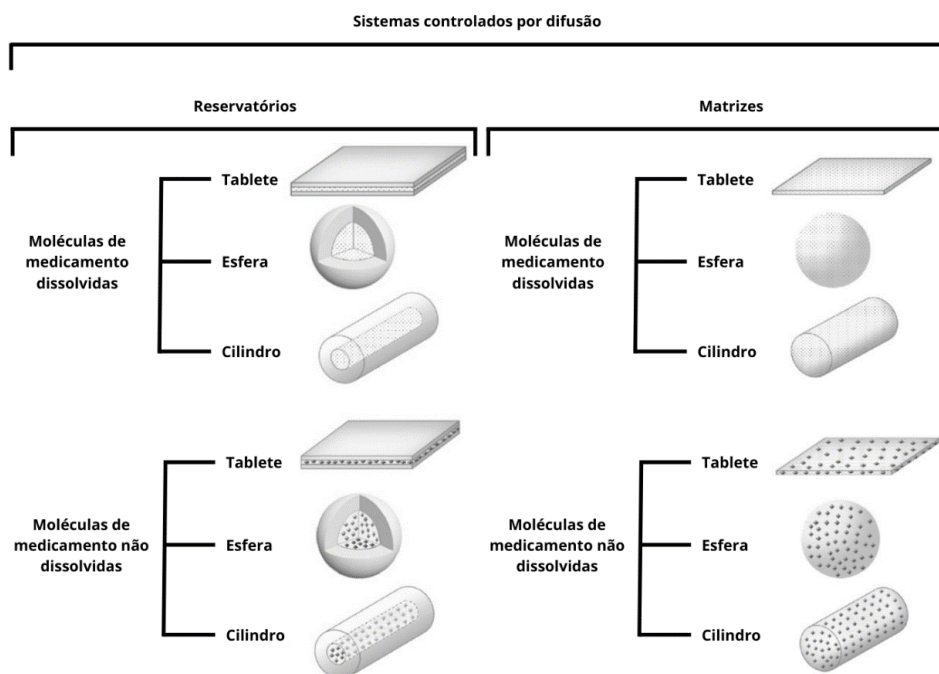 Sistemas controlados por difusão
Reservatórios
Matrizes
Tablete
Moléculas de
medicamento
dissolvidas
Esfera
Cilindro
Tablete
Moléculas de
medicamento
dissolvidas
Esfera
Cilindro
Tablete
Moléculas de
medicamento não
dissolvidas
Esfera
Cilindro
Tablete
Moléculas de
medicamento não
dissolvidas
Esfera
Cilindro